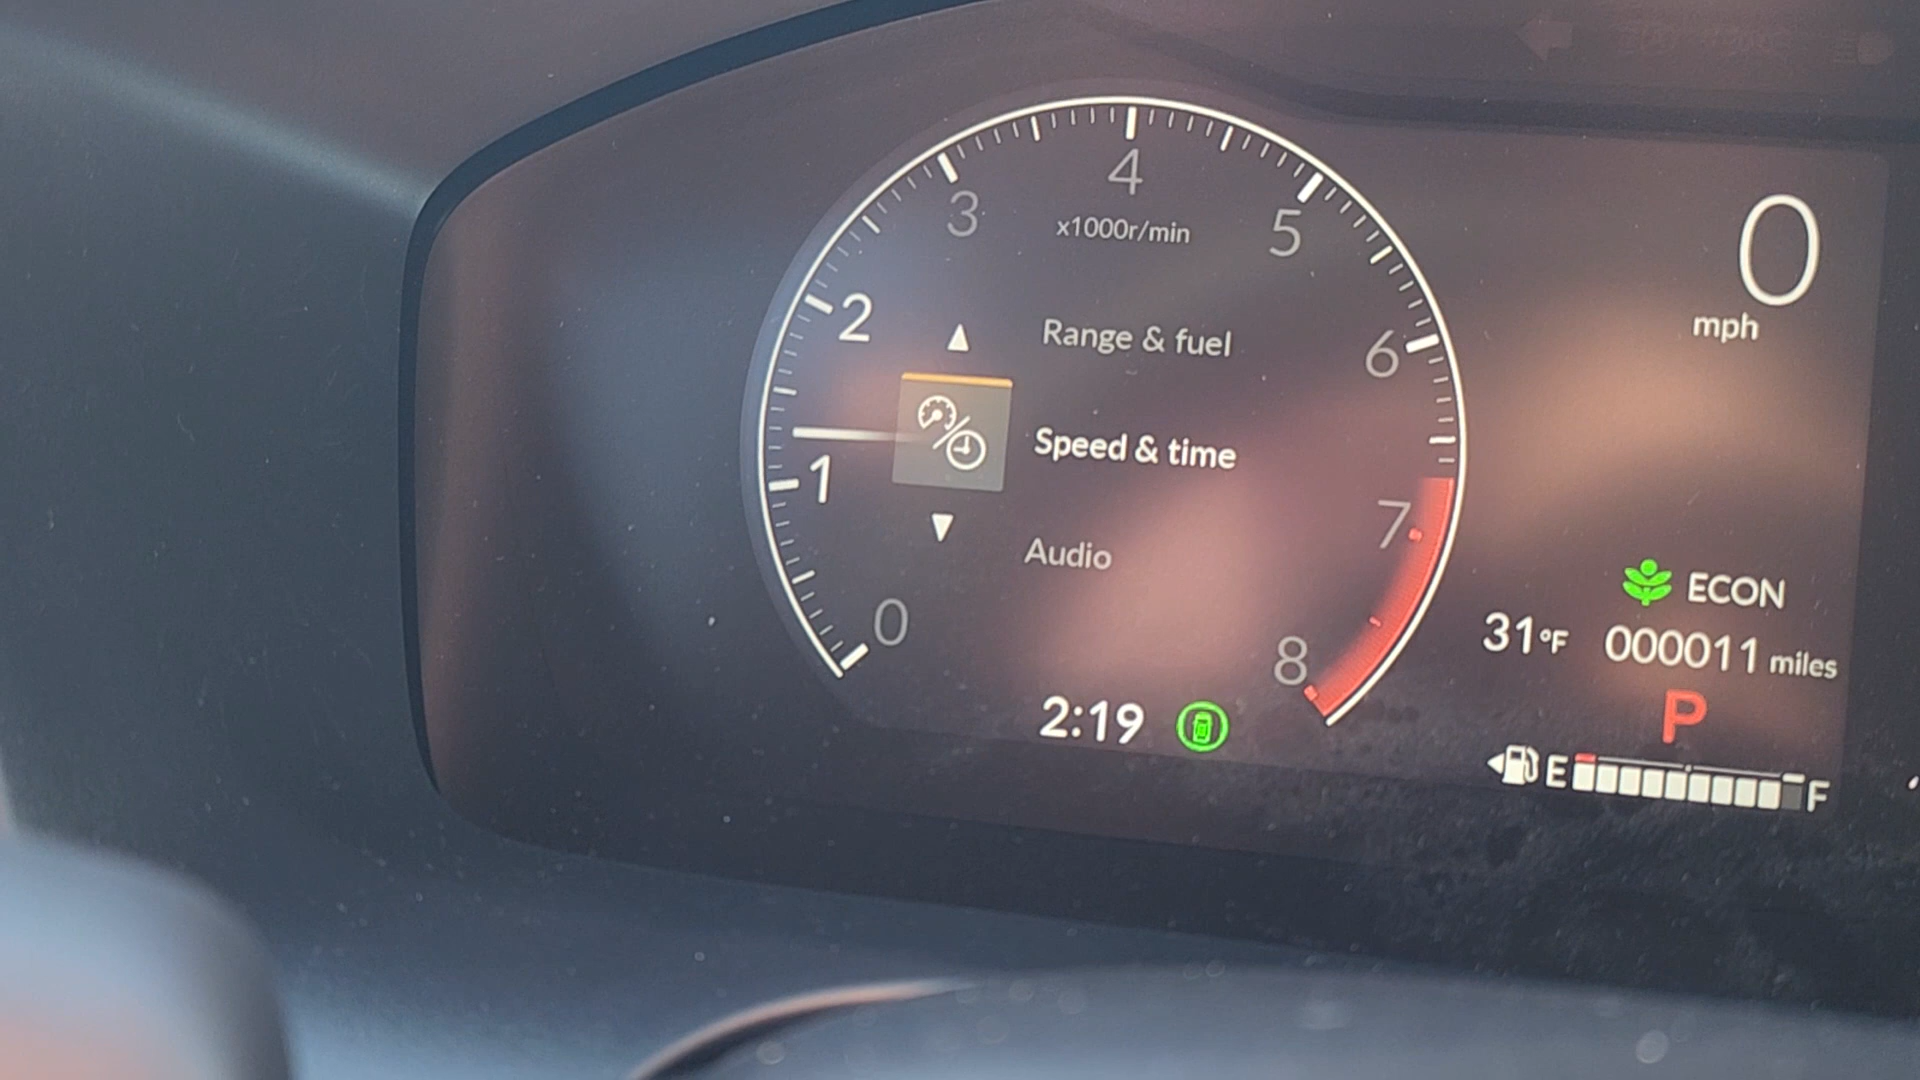 4
3
5
x1000r/min
0
2
mph
Range & fuel
6
Speed & time
1
7
Audio
ECON
0
31°F 000011 miles
8
P
2:19
E F